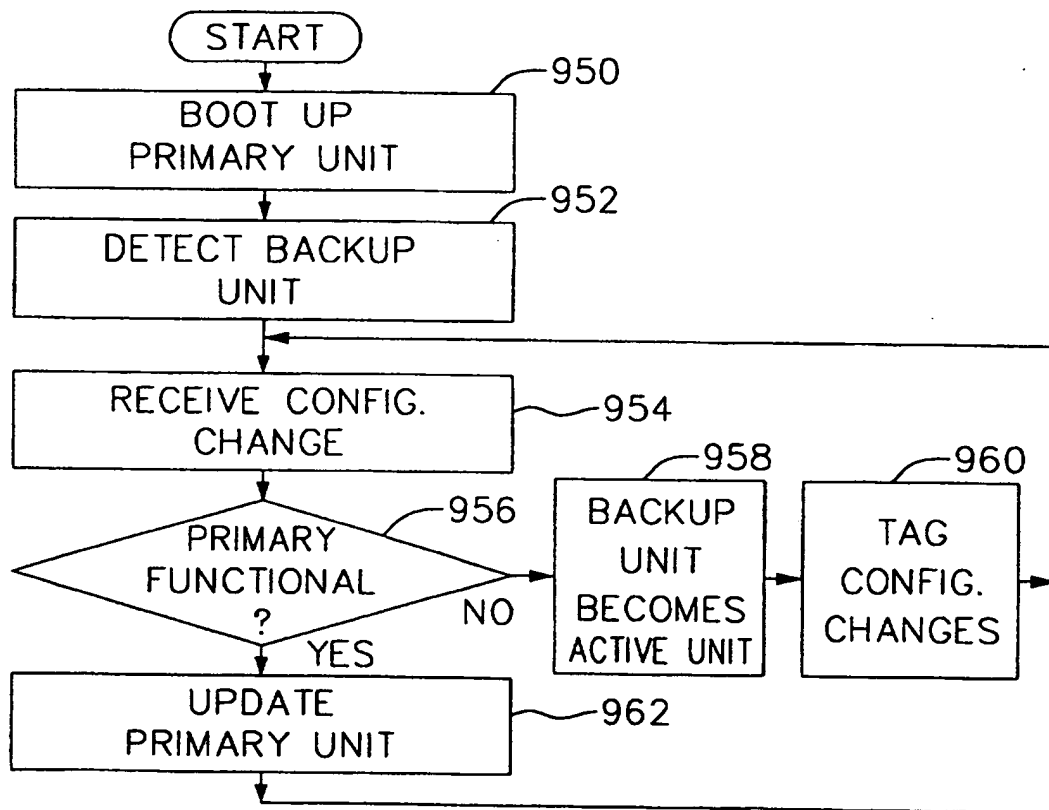 START
950
BOOT UP
PRIMARY UNIT
952
DETECT BACKUP
UNIT
RECEIVE CONFIG.
CHANGE
954
956
PRIMARY
FUNCTIONAL
?
NO
YES
958
BACKUP
UNIT
BECOMES
ACTIVE UNIT
960
TAG
CONFIG.
CHANGES
UPDATE
PRIMARY UNIT
962